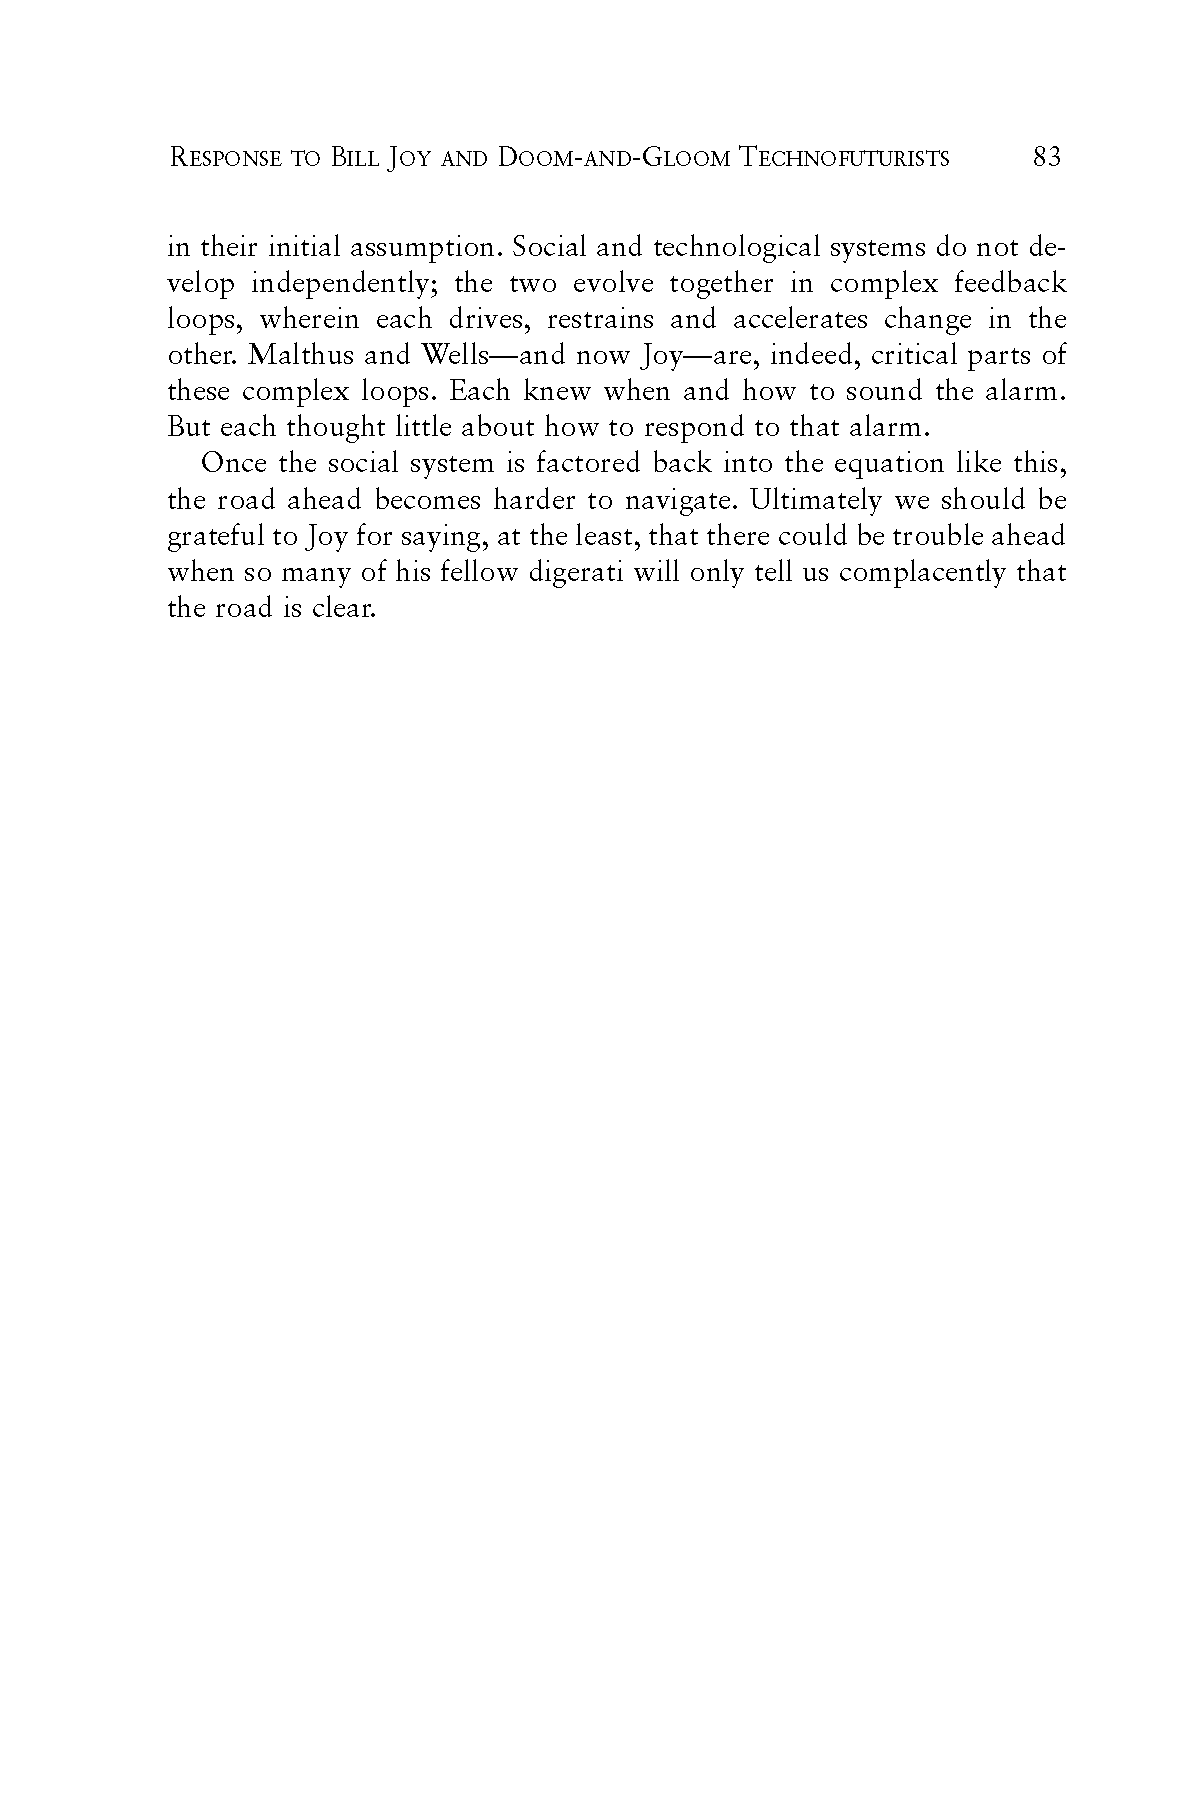 RESPONSE TO BILL JOY AND DOOM-AND-GLOOM TECHNOFUTURISTS 83
in their initial assumption. Social and technological systems do not de-
velop independently; the two evolve together in complex feedback
loops, wherein each drives, restrains and accelerates change in the
other. Malthus and Wells—and now Joy—are, indeed, critical parts of
these complex loops. Each knew when and how to sound the alarm.
But each thought little about how to respond to that alarm.
Once the social system is factored back into the equation like this,
the road ahead becomes harder to navigate. Ultimately we should be
grateful to Joy for saying, at the least, that there could be trouble ahead
when so many of his fellow digerati will only tell us complacently that
the road is clear.